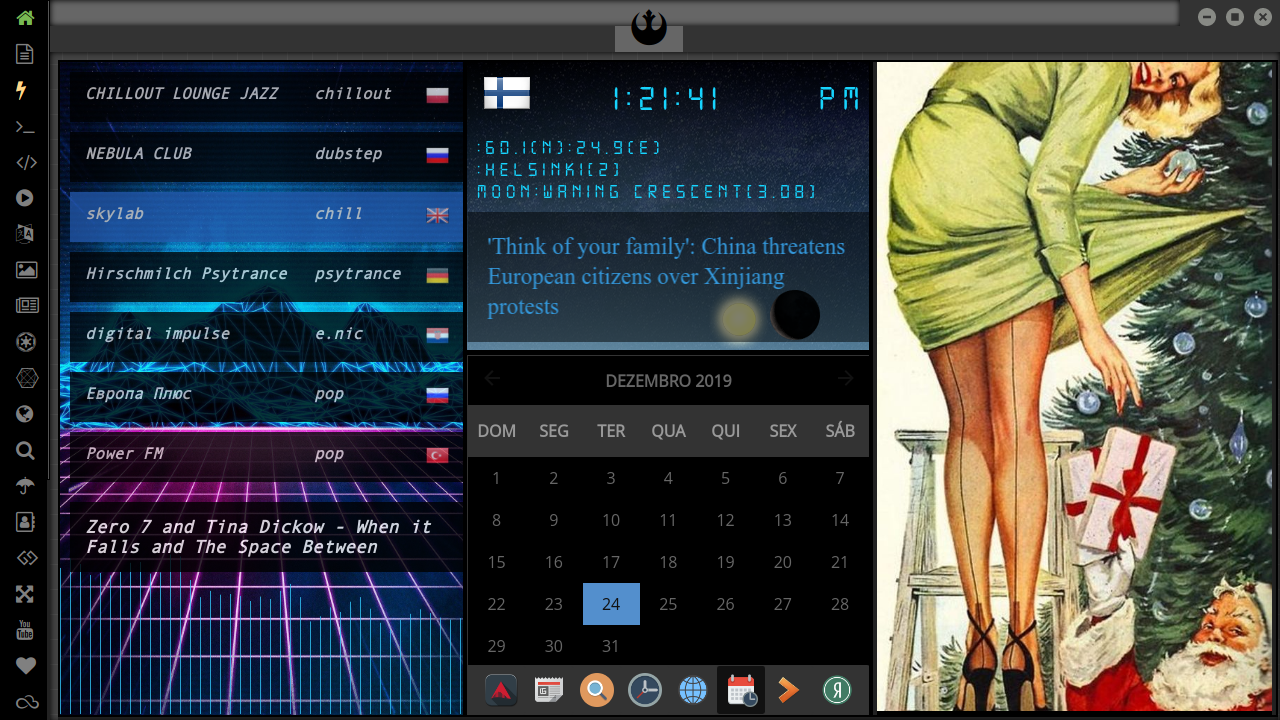 CHILLOUT LOUNGE JAZZ chillout
NEBULA CLUB dubstep
skylab chill
Hirschmilch Psytrance psytrance
digital impulse e.nic
Европа Плюс pop
Power FM pop
Zero 7 and Tina Dickow - When it
Falls and The Space Between
1:21:41 PM
:60.1(N):24.9(E)
:HELSINKI(2)
MOON:WANING CRESCENT(3.08)
'Think of your family': China threatens
European citizens over Xinjiang
protests
DEZEMBRO 2019
DOM SEG TER QUA QUI SEX SÁB
1 2 3 4 5 6 7
8 9 10 11 12 13 14
15 16 17 18 19 20 21
22 23 24 25 26 27 28
29 30 31
You
Tube
Я